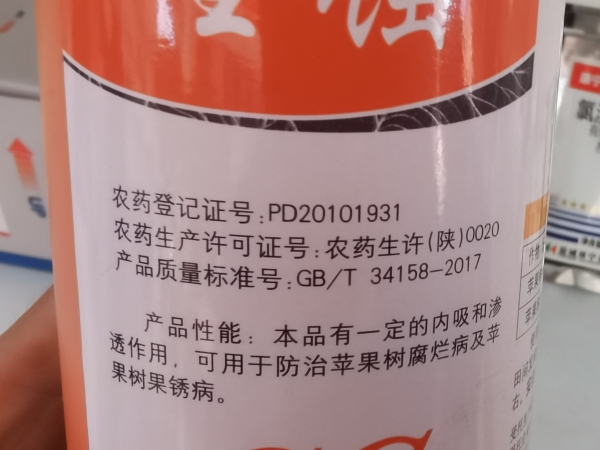 农药登记证号:PD20101931
农药生产许可证号:农药生许(陕)0020
产品质量标准号:GB/T 34158-2017
产品性能:本品有一定的内吸和渗
透作用,可用于防治苹果树腐烂病及苹
果树果锈病。